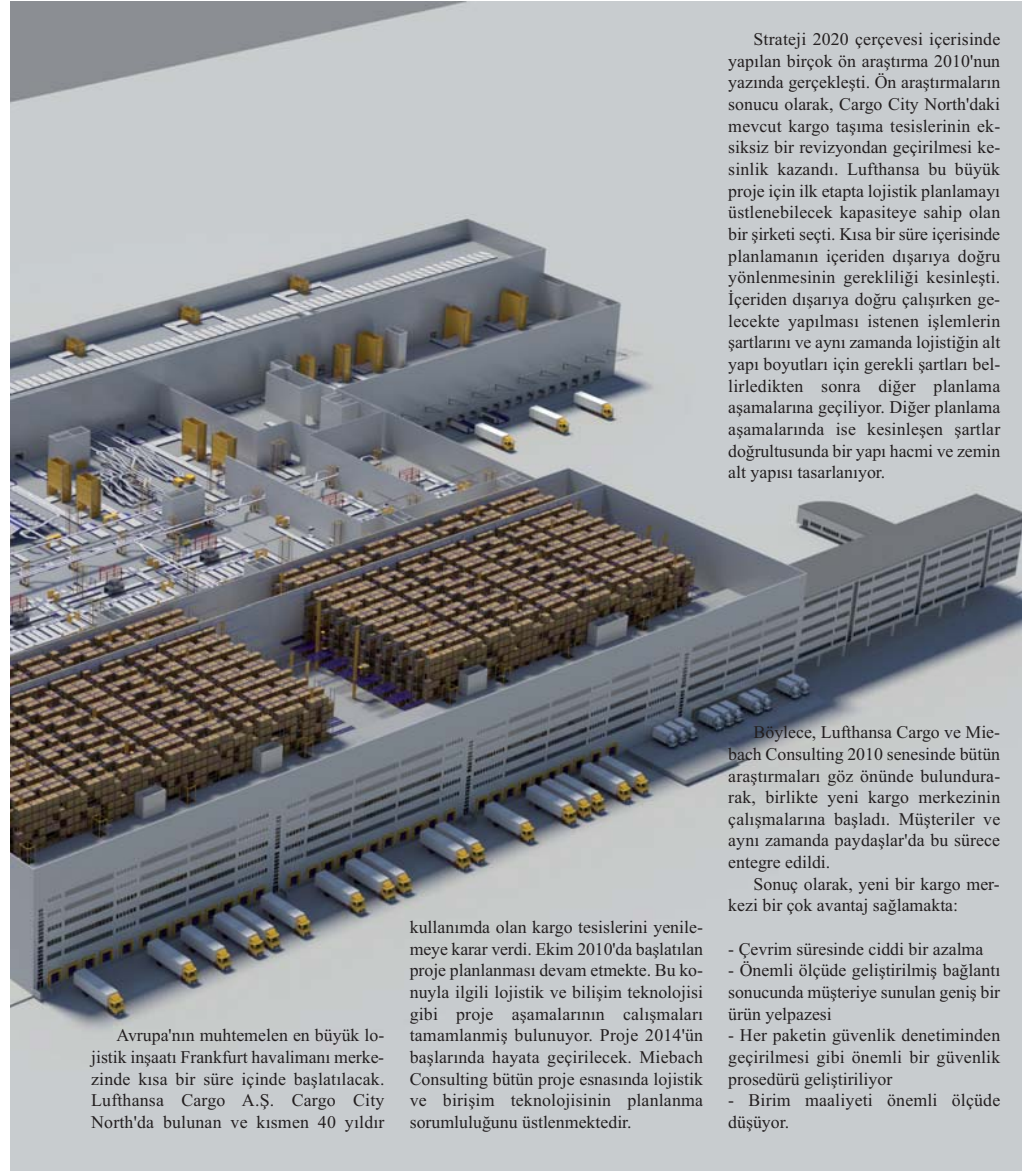 Avrupa'nın muhtemelen en büyük lo-
jistik inşaatı Frankfurt havalimanı merke-
zinde kısa bir süre içinde başlatılacak.
Lufthansa Cargo A.Ş. Cargo City
North'da bulunan ve kısmen 40 yıldır
kullanımda olan kargo tesislerini yenile-
meye karar verdi. Ekim 2010'da başlatılan
proje planlanması devam etmekte. Bu ko-
nuyla ilgili lojistik ve bilişim teknolojisi
gibi proje aşamalarının calışmaları
tamamlanmış bulunuyor. Proje 2014'ün
başlarında hayata geçirilecek. Miebach
Consulting bütün proje esnasında lojistik
ve birişim teknolojisinin planlanma
sorumluluğunu üstlenmektedir.
Strateji 2020 çerçevesi içerisinde
yapılan birçok ön araştırma 2010'nun
yazında gerçekleşti. Ön araştırmaların
sonucu olarak, Cargo City North'daki
mevcut kargo taşıma tesislerinin ek-
siksiz bir revizyondan geçirilmesi ke-
sinlik kazandı. Lufthansa bu büyük
proje için ilk etapta lojistik planlamayı
üstlenebilecek kapasiteye sahip olan
bir şirketi seçti. Kısa bir süre içerisinde
planlamanın içeriden dışarıya doğru
yönlenmesinin gerekliliği kesinleşti.
İçeriden dışarıya doğru çalışırken ge-
lecekte yapılması istenen işlemlerin
şartlarını ve aynı zamanda lojistiğin alt
yapı boyutları için gerekli şartları bel-
lirledikten sonra diğer planlama
aşamalarına geçiliyor. Diğer planlama
aşamalarında ise kesinleşen şartlar
doğrultusunda bir yapı hacmi ve zemin
alt yapısı tasarlanıyor.
Böylece, Lufthansa Cargo ve Mie-
bach Consulting 2010 senesinde bütün
araştırmaları göz önünde bulundura-
rak, birlikte yeni kargo merkezinin
çalışmalarına başladı. Müşteriler ve
aynı zamanda paydaşlar'da bu sürece
entegre edildi.
Sonuç olarak, yeni bir kargo mer-
kezi bir çok avantaj sağlamakta:
- Çevrim süresinde ciddi bir azalma
- Önemli ölçüde geliştirilmiş bağlantı
sonucunda müşteriye sunulan geniş bir
ürün yelpazesi
- Her paketin güvenlik denetiminden
geçirilmesi gibi önemli bir güvenlik
prosedürü geliştiriliyor
- Birim maaliyeti önemli ölçüde
düşüyor.